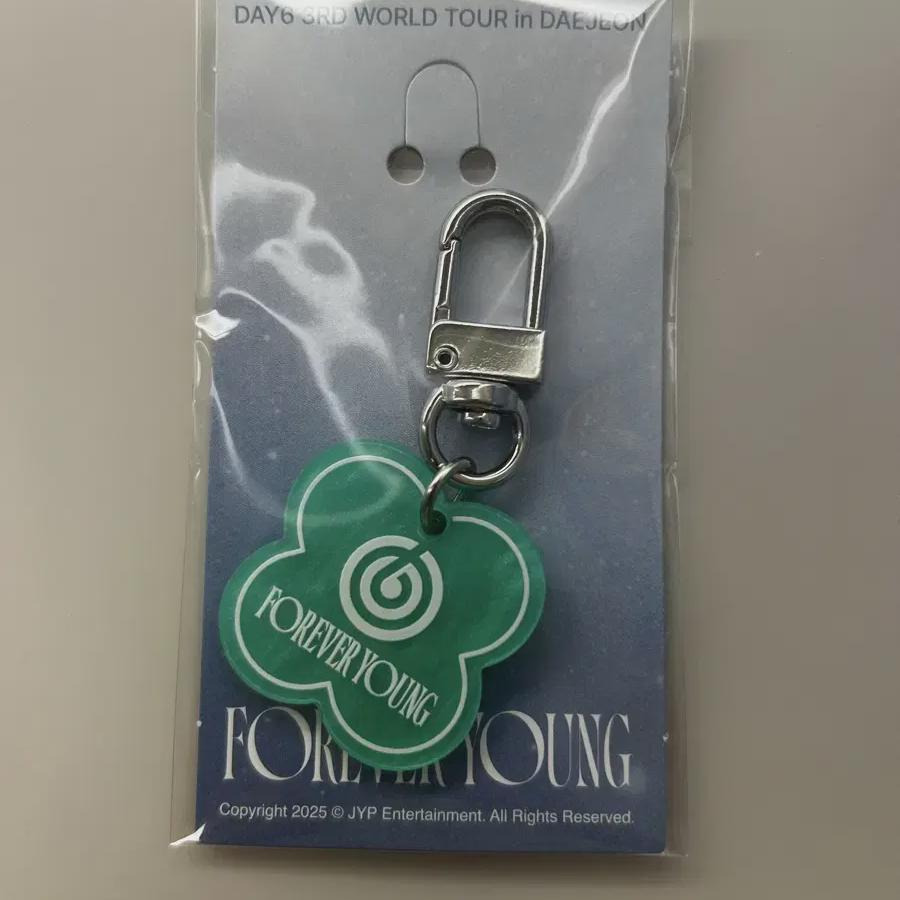 DAY6 3RD WORLD TOUR in DAEJEON
FOREVER YOUNG
FOREVER YOUNG
Copyright 2025 © JYP Entertainment. All Rights Reserved.